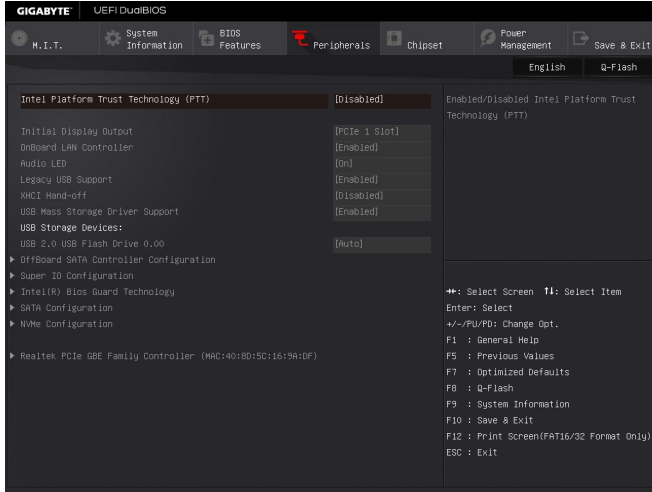 GIGABYTE™ UEFI DualBIOS
M.I.T.
System Information
BIOS Features
Peripherals
Chipset
Power Management
Save & Exit
English Q-Flash
Intel Platform Trust Technology (PTT) [Disabled]
Initial Display Output [PCIe 1 Slot]
OnBoard LAN Controller [Enabled]
Audio LED [On]
Legacy USB Support [Enabled]
XHCI Hand-off [Disabled]
USB Mass Storage Driver Support [Enabled]
USB Storage Devices:
USB 2.0 USB Flash Drive 0.00 [Auto]
OffBoard SATA Controller Configuration
Super IO Configuration
Intel(R) Bios Guard Technology
SATA Configuration
NVMe Configuration
Realtek PCIe GBE Family Controller (MAC:40:8D:5C:16:9A:DF)
Enabled/Disabled Intel Platform Trust
Technology (PTT)
→←: Select Screen ↑↓: Select Item
Enter: Select
+/-/PU/PD: Change Opt.
F1 : General Help
F5 : Previous Values
F7 : Optimized Defaults
F8 : Q-Flash
F9 : System Information
F10 : Save & Exit
F12 : Print Screen(FAT16/32 Format Only)
ESC : Exit